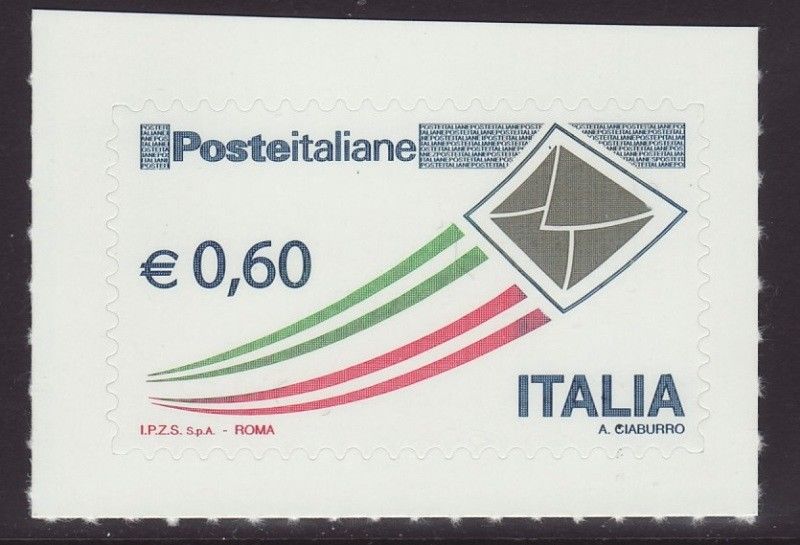 Posteitaliane
€ 0,60
ITALIA
I.P.Z.S. S.p.A. - ROMA
A. CIABURRO